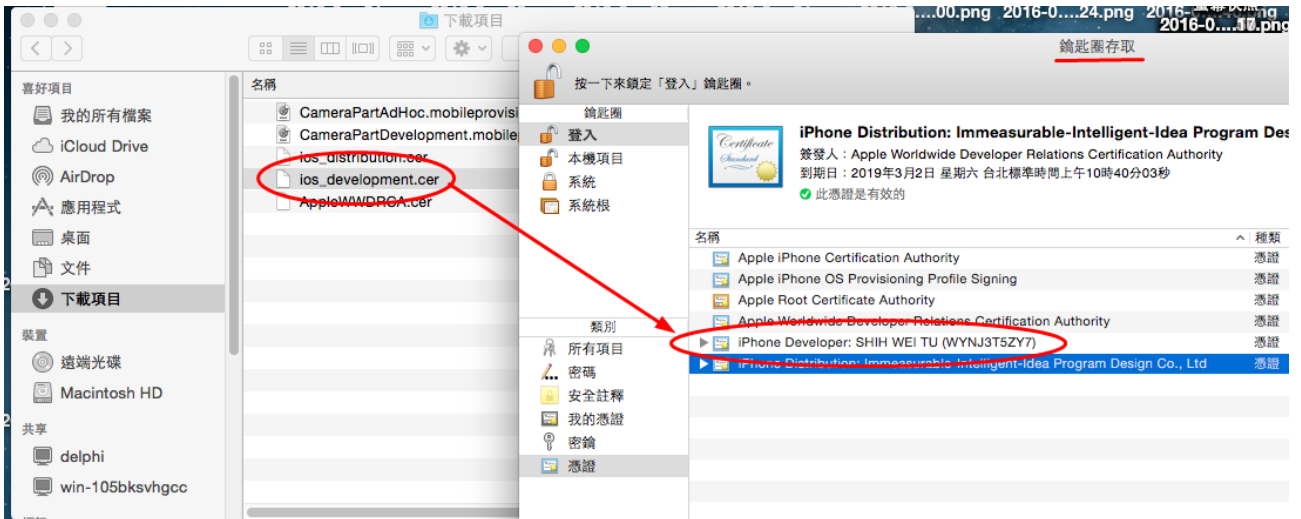 下載項目
....00.png
2016-0....24.png
鑰匙圈存取
按一下來鎖定「登入」鑰匙圈。
喜好項目
我的所有檔案
iCloud Drive
AirDrop
應用程式
桌面
文件
下載項目
裝置
遠端光碟
Macintosh HD
共享
delphi
win-105bksvhgcc
名稱
CameraPartAdHoc.mobileprovisi
CameraPartDevelopment.mobile
ios_distribution.cer
ios_development.cer
AppleWWDRCA.cer
鑰匙圈
登入
本機項目
系統
系統根
類別
所有項目
密碼
安全註釋
我的憑證
密鑰
憑證
Certificate
Standard
iPhone Distribution: Immeasurable-Intelligent-Idea Program Des
簽發人：Apple Worldwide Developer Relations Certification Authority
到期日：2019年3月2日 星期六 台北標準時間上午10時40分03秒
此憑證是有效的
名稱 種類
Apple iPhone Certification Authority 憑證
Apple iPhone OS Provisioning Profile Signing 憑證
Apple Root Certificate Authority 憑證
Apple Worldwide Developer Relations Certification Authority 憑證
iPhone Developer: SHIH WEI TU (WYNJ3T5ZY7) 憑證
iPhone Distribution: Immeasurable-Intelligent-Idea Program Design Co., Ltd 憑證